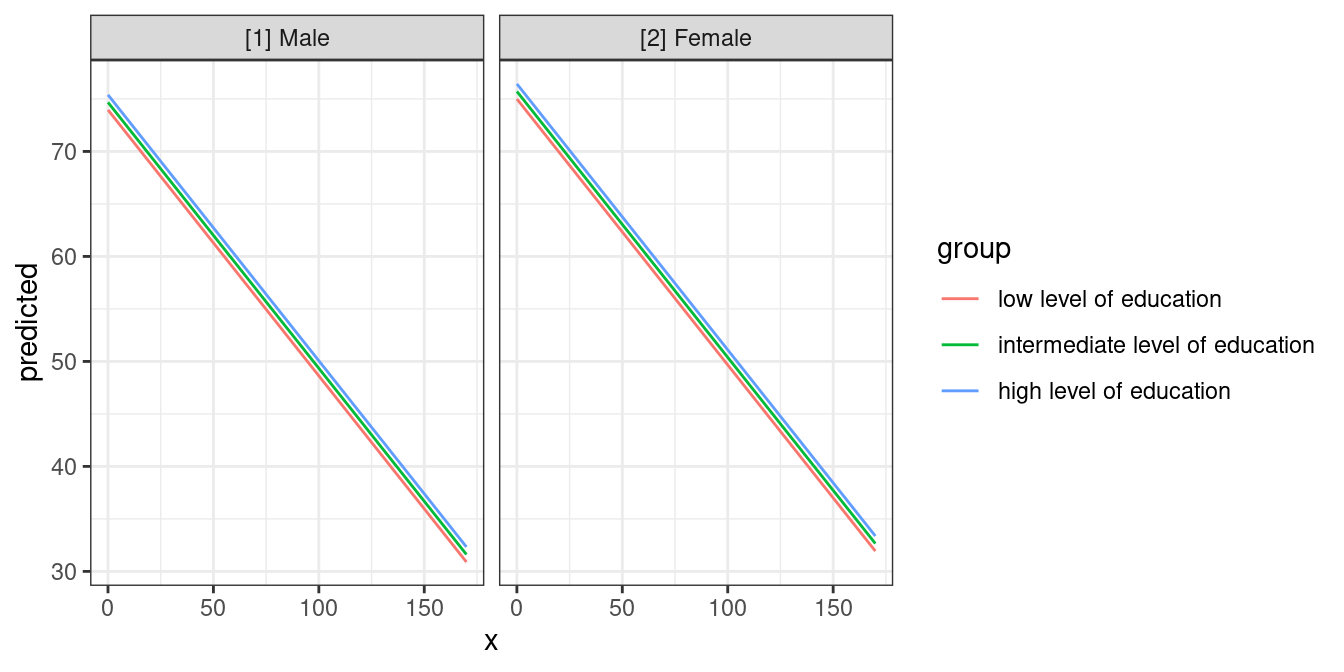 [1] Male
[2] Female
predicted
70
60
50
40
30
0 50 100 150
0 50 100 150
x
group
low level of education
intermediate level of education
high level of education